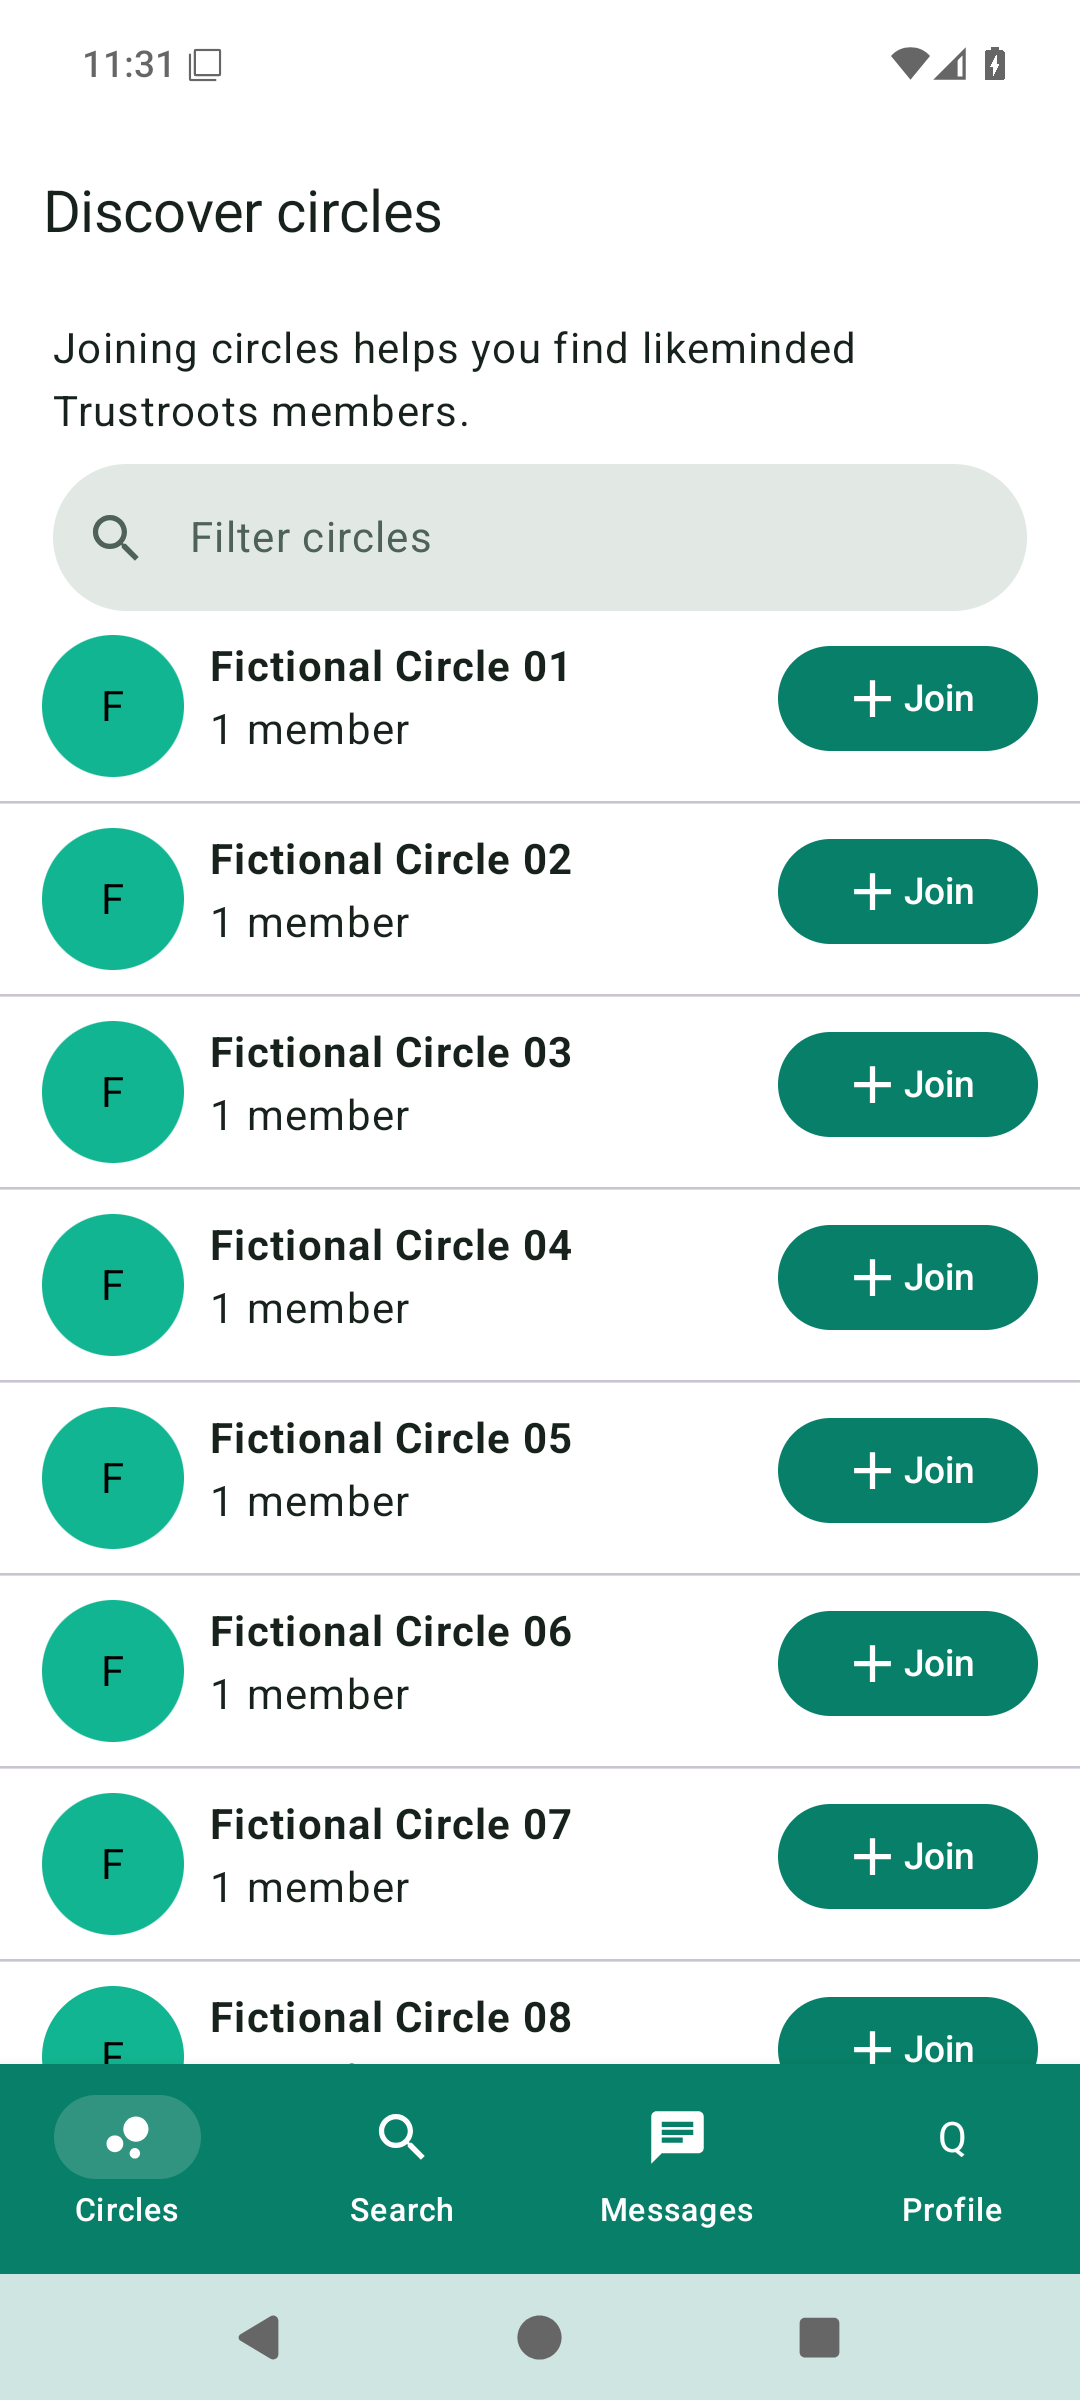 11:31
Discover circles
Joining circles helps you find likeminded
Trustroots members.
Filter circles
F
Fictional Circle 01
1 member
Join
F
Fictional Circle 02
1 member
Join
F
Fictional Circle 03
1 member
Join
F
Fictional Circle 04
1 member
Join
F
Fictional Circle 05
1 member
Join
F
Fictional Circle 06
1 member
Join
F
Fictional Circle 07
1 member
Join
F
Fictional Circle 08
Join
Circles
Search
Messages
Q
Profile